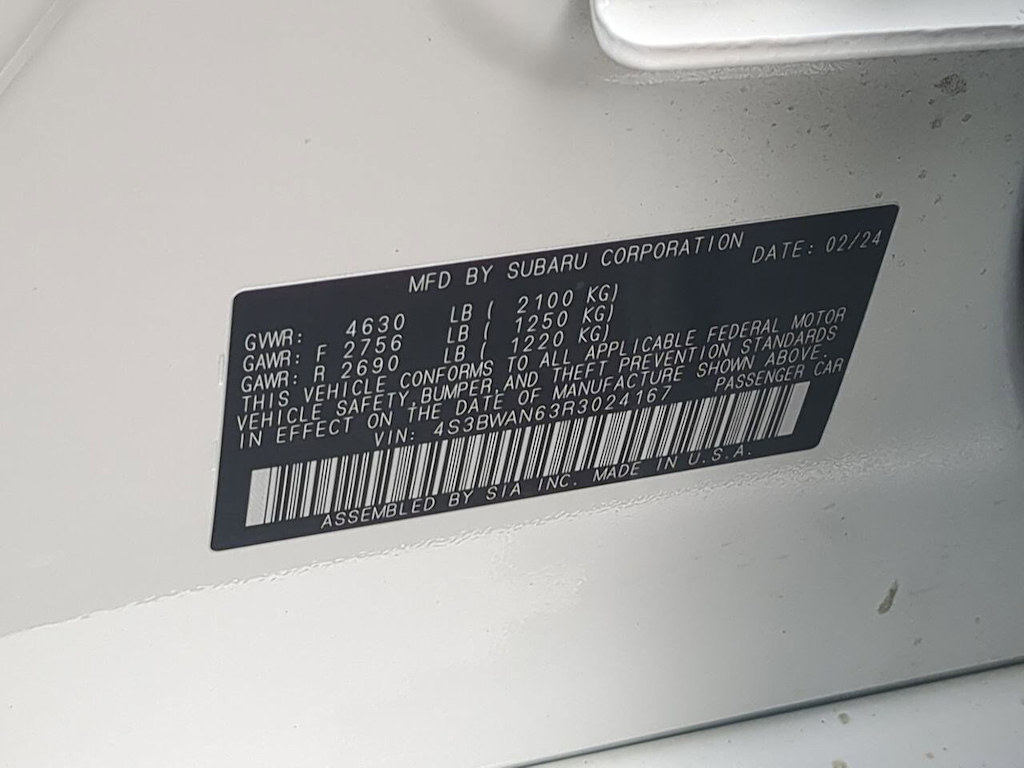 MFD BY SUBARU CORPORATION DATE: 02/24
GVWR: 4630 LB ( 2100 KG)
GAWR: F 2756 LB ( 1250 KG)
GAWR: R 2690 LB ( 1220 KG)
THIS VEHICLE CONFORMS TO ALL APPLICABLE FEDERAL MOTOR
VEHICLE SAFETY,BUMPER,AND THEFT PREVENTION STANDARDS
IN EFFECT ON THE DATE OF MANUFACTURE SHOWN ABOVE.
VIN: 4S3BWAN63R3024167 PASSENGER CAR
ASSEMBLED BY SIA INC. MADE IN U.S.A.